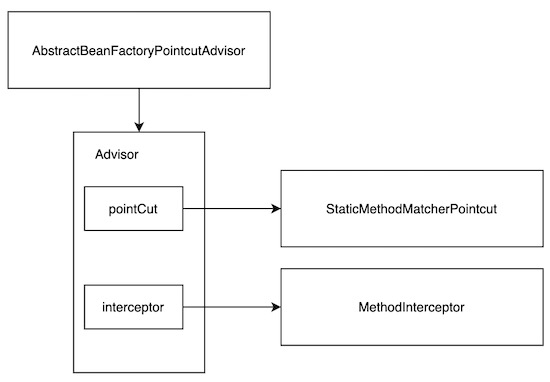 AbstractBeanFactoryPointcutAdvisor
Advisor
pointCut
StaticMethodMatcherPointcut
interceptor
MethodInterceptor